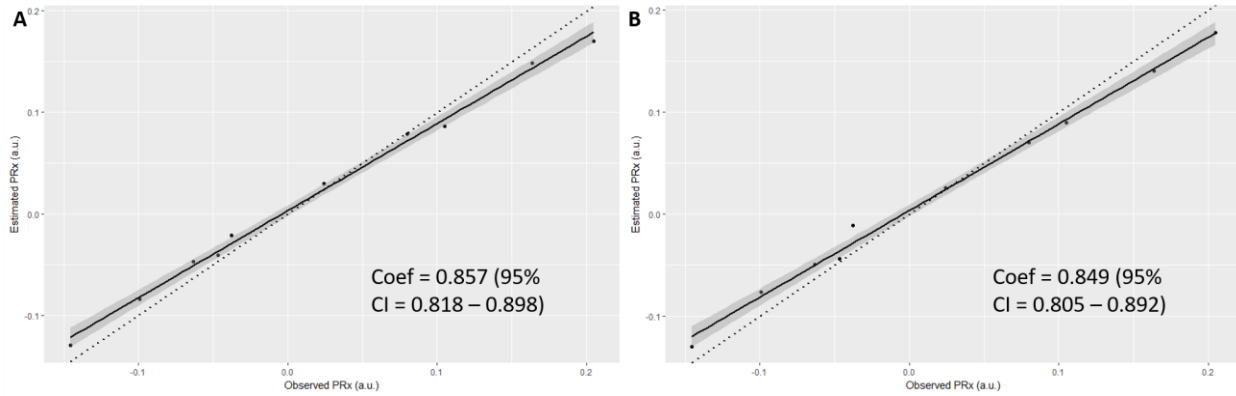 A
0.2
0.1
0.0
-0.1
Estimated PRx (a.u.)
Coef = 0.857 (95%
CI = 0.818 – 0.898)
-0.1
0.0
0.1
0.2
Observed PRx (a.u.)
B
0.2
0.1
0.0
-0.1
Estimated PRx (a.u.)
Coef = 0.849 (95%
CI = 0.805 – 0.892)
-0.1
0.0
0.1
0.2
Observed PRx (a.u.)